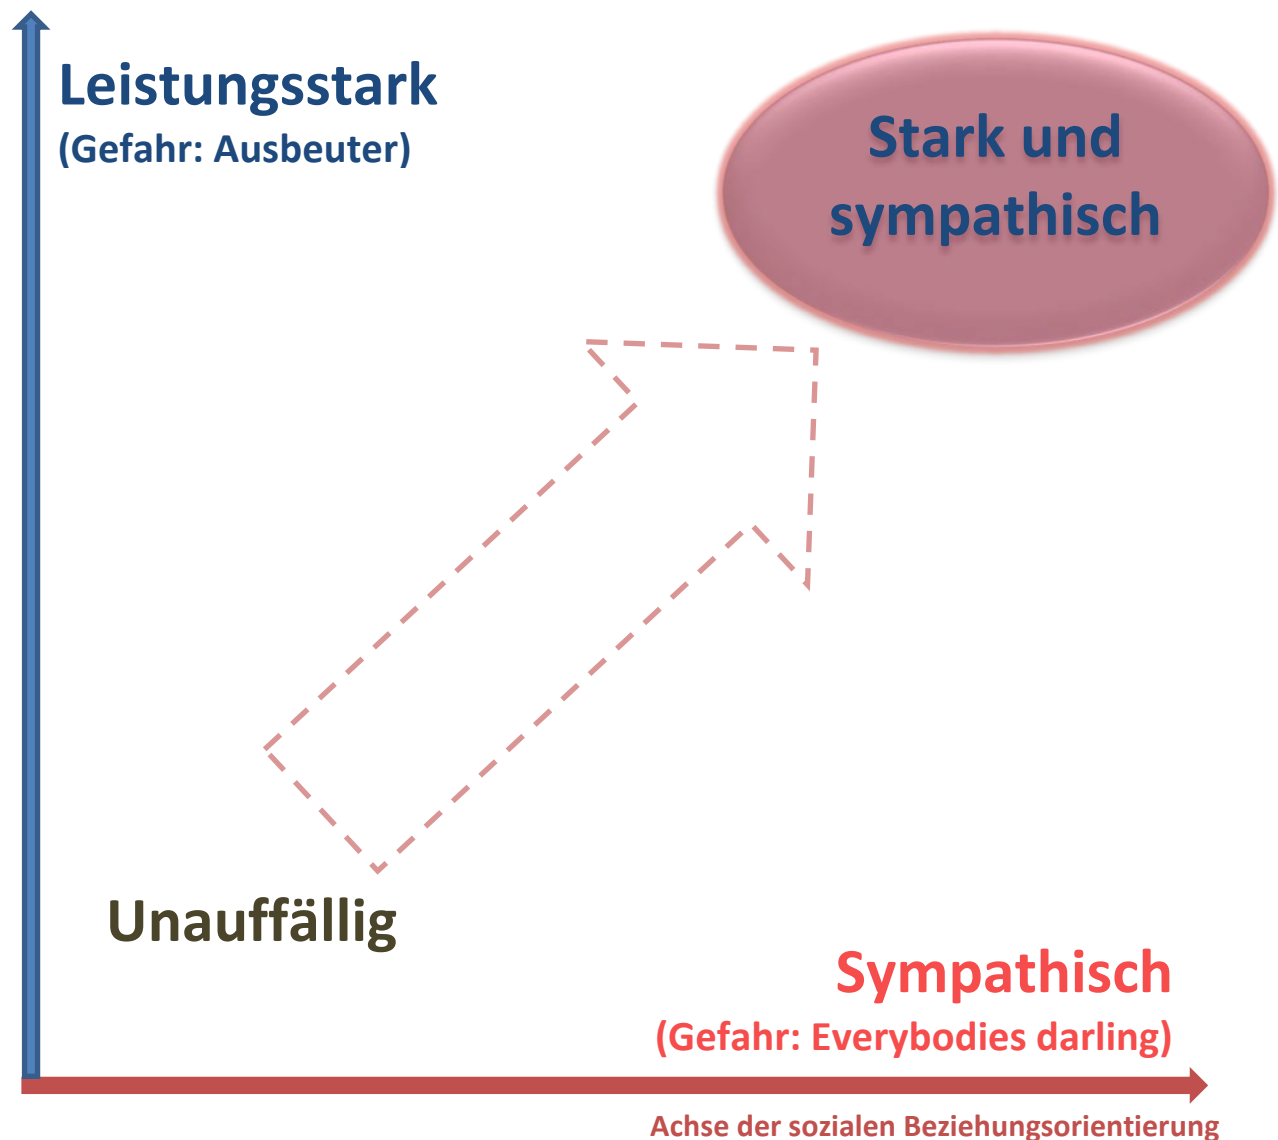 Leistungsstark
(Gefahr: Ausbeuter)
Stark und
sympathisch
Unauffällig
Sympathisch
(Gefahr: Everybodies darling)
Achse der sozialen Beziehungsorientierung